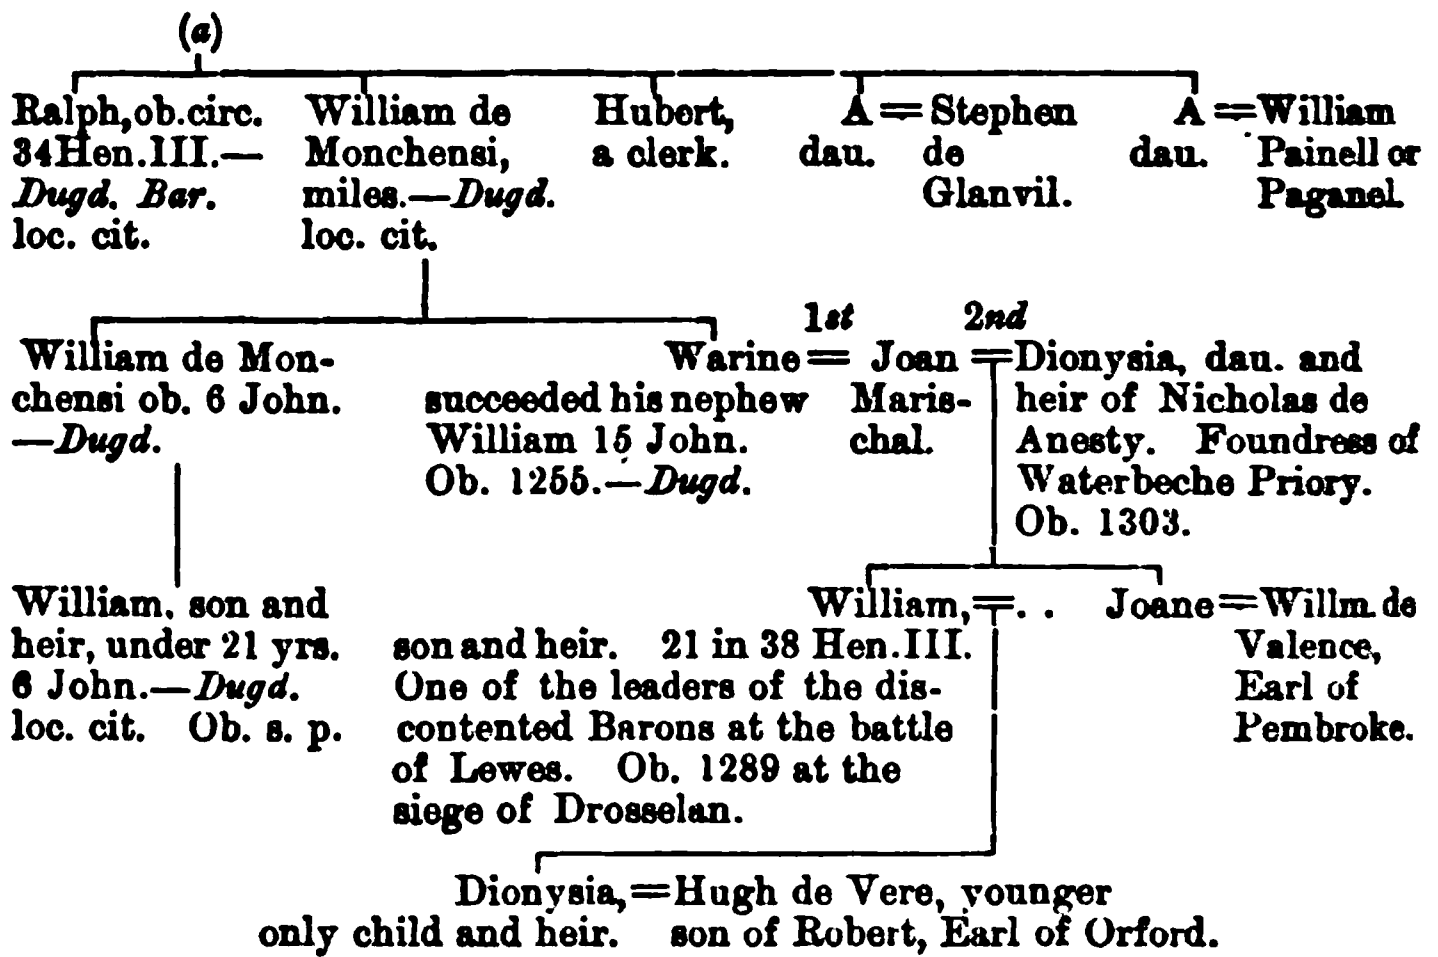 (a)
Ralph, ob. circ.
34 Hen. III.—
Dugd. Bar.
loc. cit.
William de
Monchensi,
miles.—Dugd.
loc. cit.
Hubert,
a clerk.
A = Stephen
dau. de
Glanvil.
A = William
dau. Painell or
Paganel.
William de Mon-
chensi ob. 6 John.
—Dugd.
1st 2nd
Warine = Joan = Dionysia, dau. and
succeeded his nephew
William 15 John.
Ob. 1255.—Dugd.
Maris-
chal.
heir of Nicholas de
Anesty. Foundress of
Waterbeche Priory.
Ob. 1303.
William, son and
heir, under 21 yrs.
6 John.—Dugd.
loc. cit. Ob. s. p.
William, = . .
son and heir. 21 in 38 Hen. III.
One of the leaders of the dis-
contented Barons at the battle
of Lewes. Ob. 1289 at the
siege of Drosselan.
Joane = Willm. de
Valence,
Earl of
Pembroke.
Dionysia, = Hugh de Vere, younger
only child and heir. son of Robert, Earl of Orford.